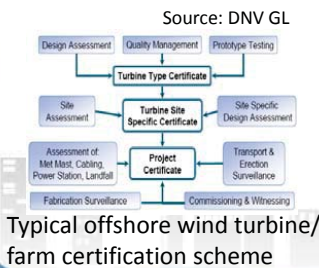 Source: DNV GL
Design Assessment
Quality Management
Prototype Testing
Turbine Type Certificate
Site
Assessment
Turbine Site
Specific Certificate
Site Specific
Design Assessment
Assessment of:
Met Mast, Cabling,
Power Station, Landfall
Project
Certificate
Transport &
Erection
Surveillance
Fabrication Surveillance
Commissioning & Witnessing
Typical offshore wind turbine/
farm certification scheme